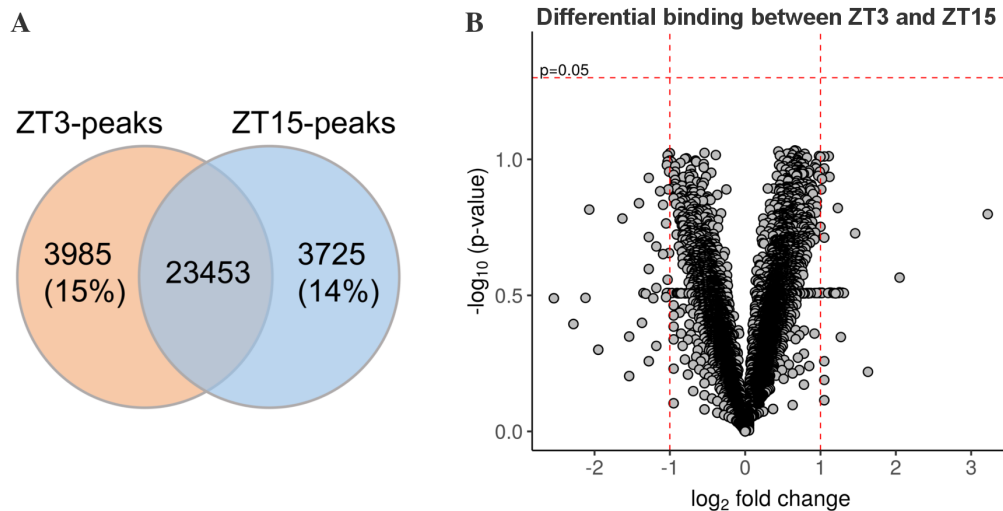 A
ZT3-peaks
ZT15-peaks
3985
(15%)
23453
3725
(14%)
B
Differential binding between ZT3 and ZT15
p=0.05
1.0
0.5
0.0
-log10 (p-value)
-2
-1
0
1
2
3
log2 fold change